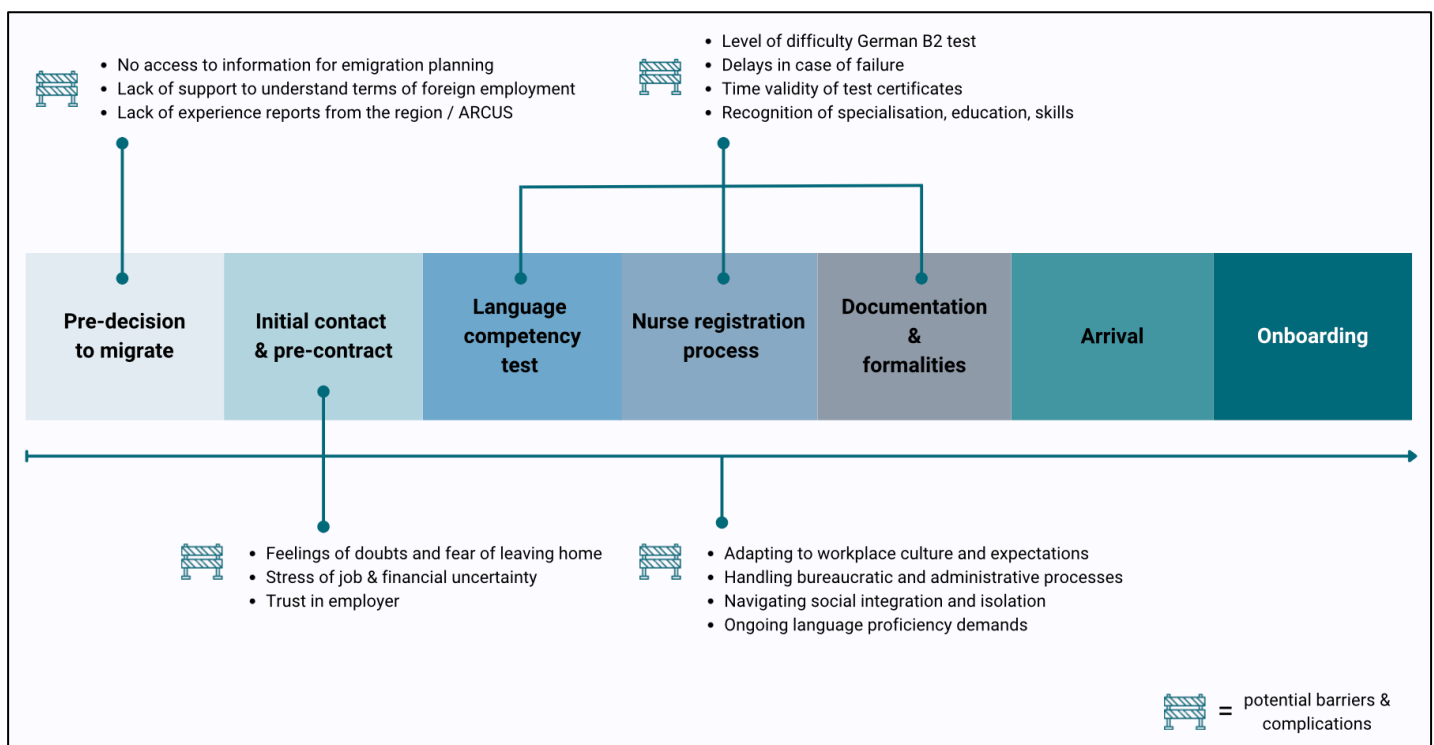 • No access to information for emigration planning
• Lack of support to understand terms of foreign employment
• Lack of experience reports from the region / ARCUS
• Level of difficulty German B2 test
• Delays in case of failure
• Time validity of test certificates
• Recognition of specialisation, education, skills
Pre-decision
to migrate
Initial contact
& pre-contract
Language
competency
test
Nurse registration
process
Documentation
&
formalities
Arrival
Onboarding
• Feelings of doubts and fear of leaving home
• Stress of job & financial uncertainty
• Trust in employer
• Adapting to workplace culture and expectations
• Handling bureaucratic and administrative processes
• Navigating social integration and isolation
• Ongoing language proficiency demands
= potential barriers &
complications